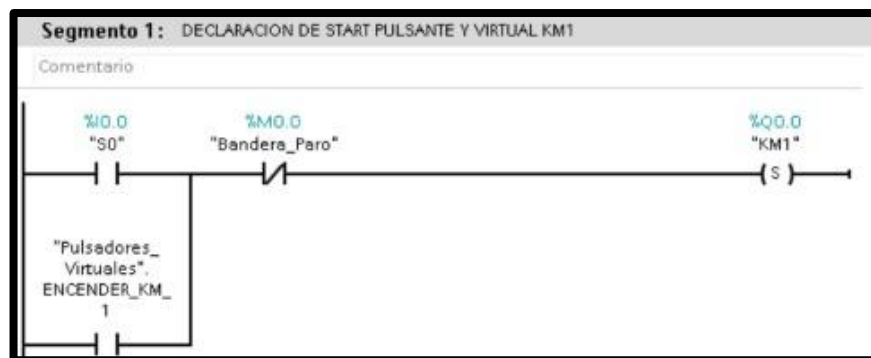 Segmento 1: DECLARACION DE START PULSANTE Y VIRTUAL KM1
Comentario
%I0.0 %M0.0 %Q0.0
"S0" "Bandera_Paro" "KM1"
S
"Pulsadores_
Virtuales".
ENCENDER_KM_
1